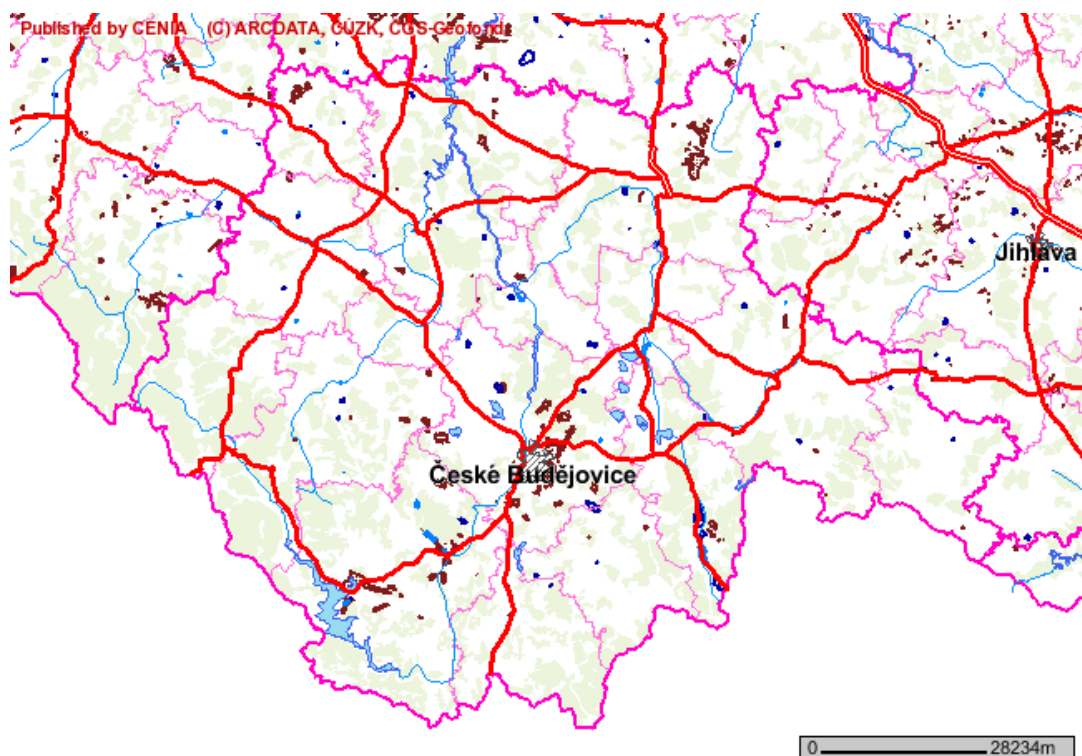 Published by CENIA (C) ARCDATA, ČÚZK, ČGS-Geofond
Jihlava
České Budějovice
0 28234m